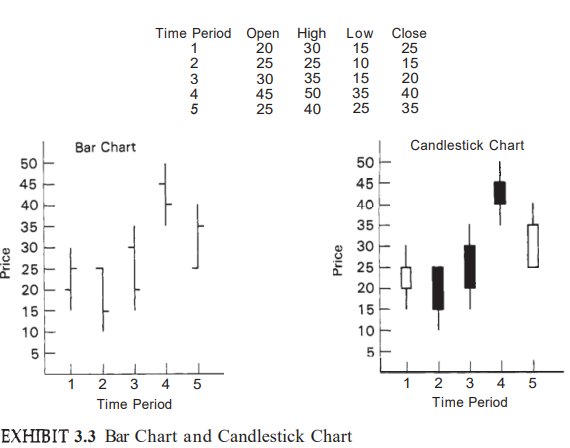 Time Period Open High Low Close
1 20 30 15 25
2 25 25 10 15
3 30 35 15 20
4 45 50 35 40
5 25 40 25 35
Bar Chart
50
45
40
35
30
25
20
15
10
5
Price
1 2 3 4 5
Time Period
Candlestick Chart
50
45
40
35
30
25
20
15
10
5
Price
1 2 3 4 5
Time Period
EXHIBIT 3.3 Bar Chart and Candlestick Chart